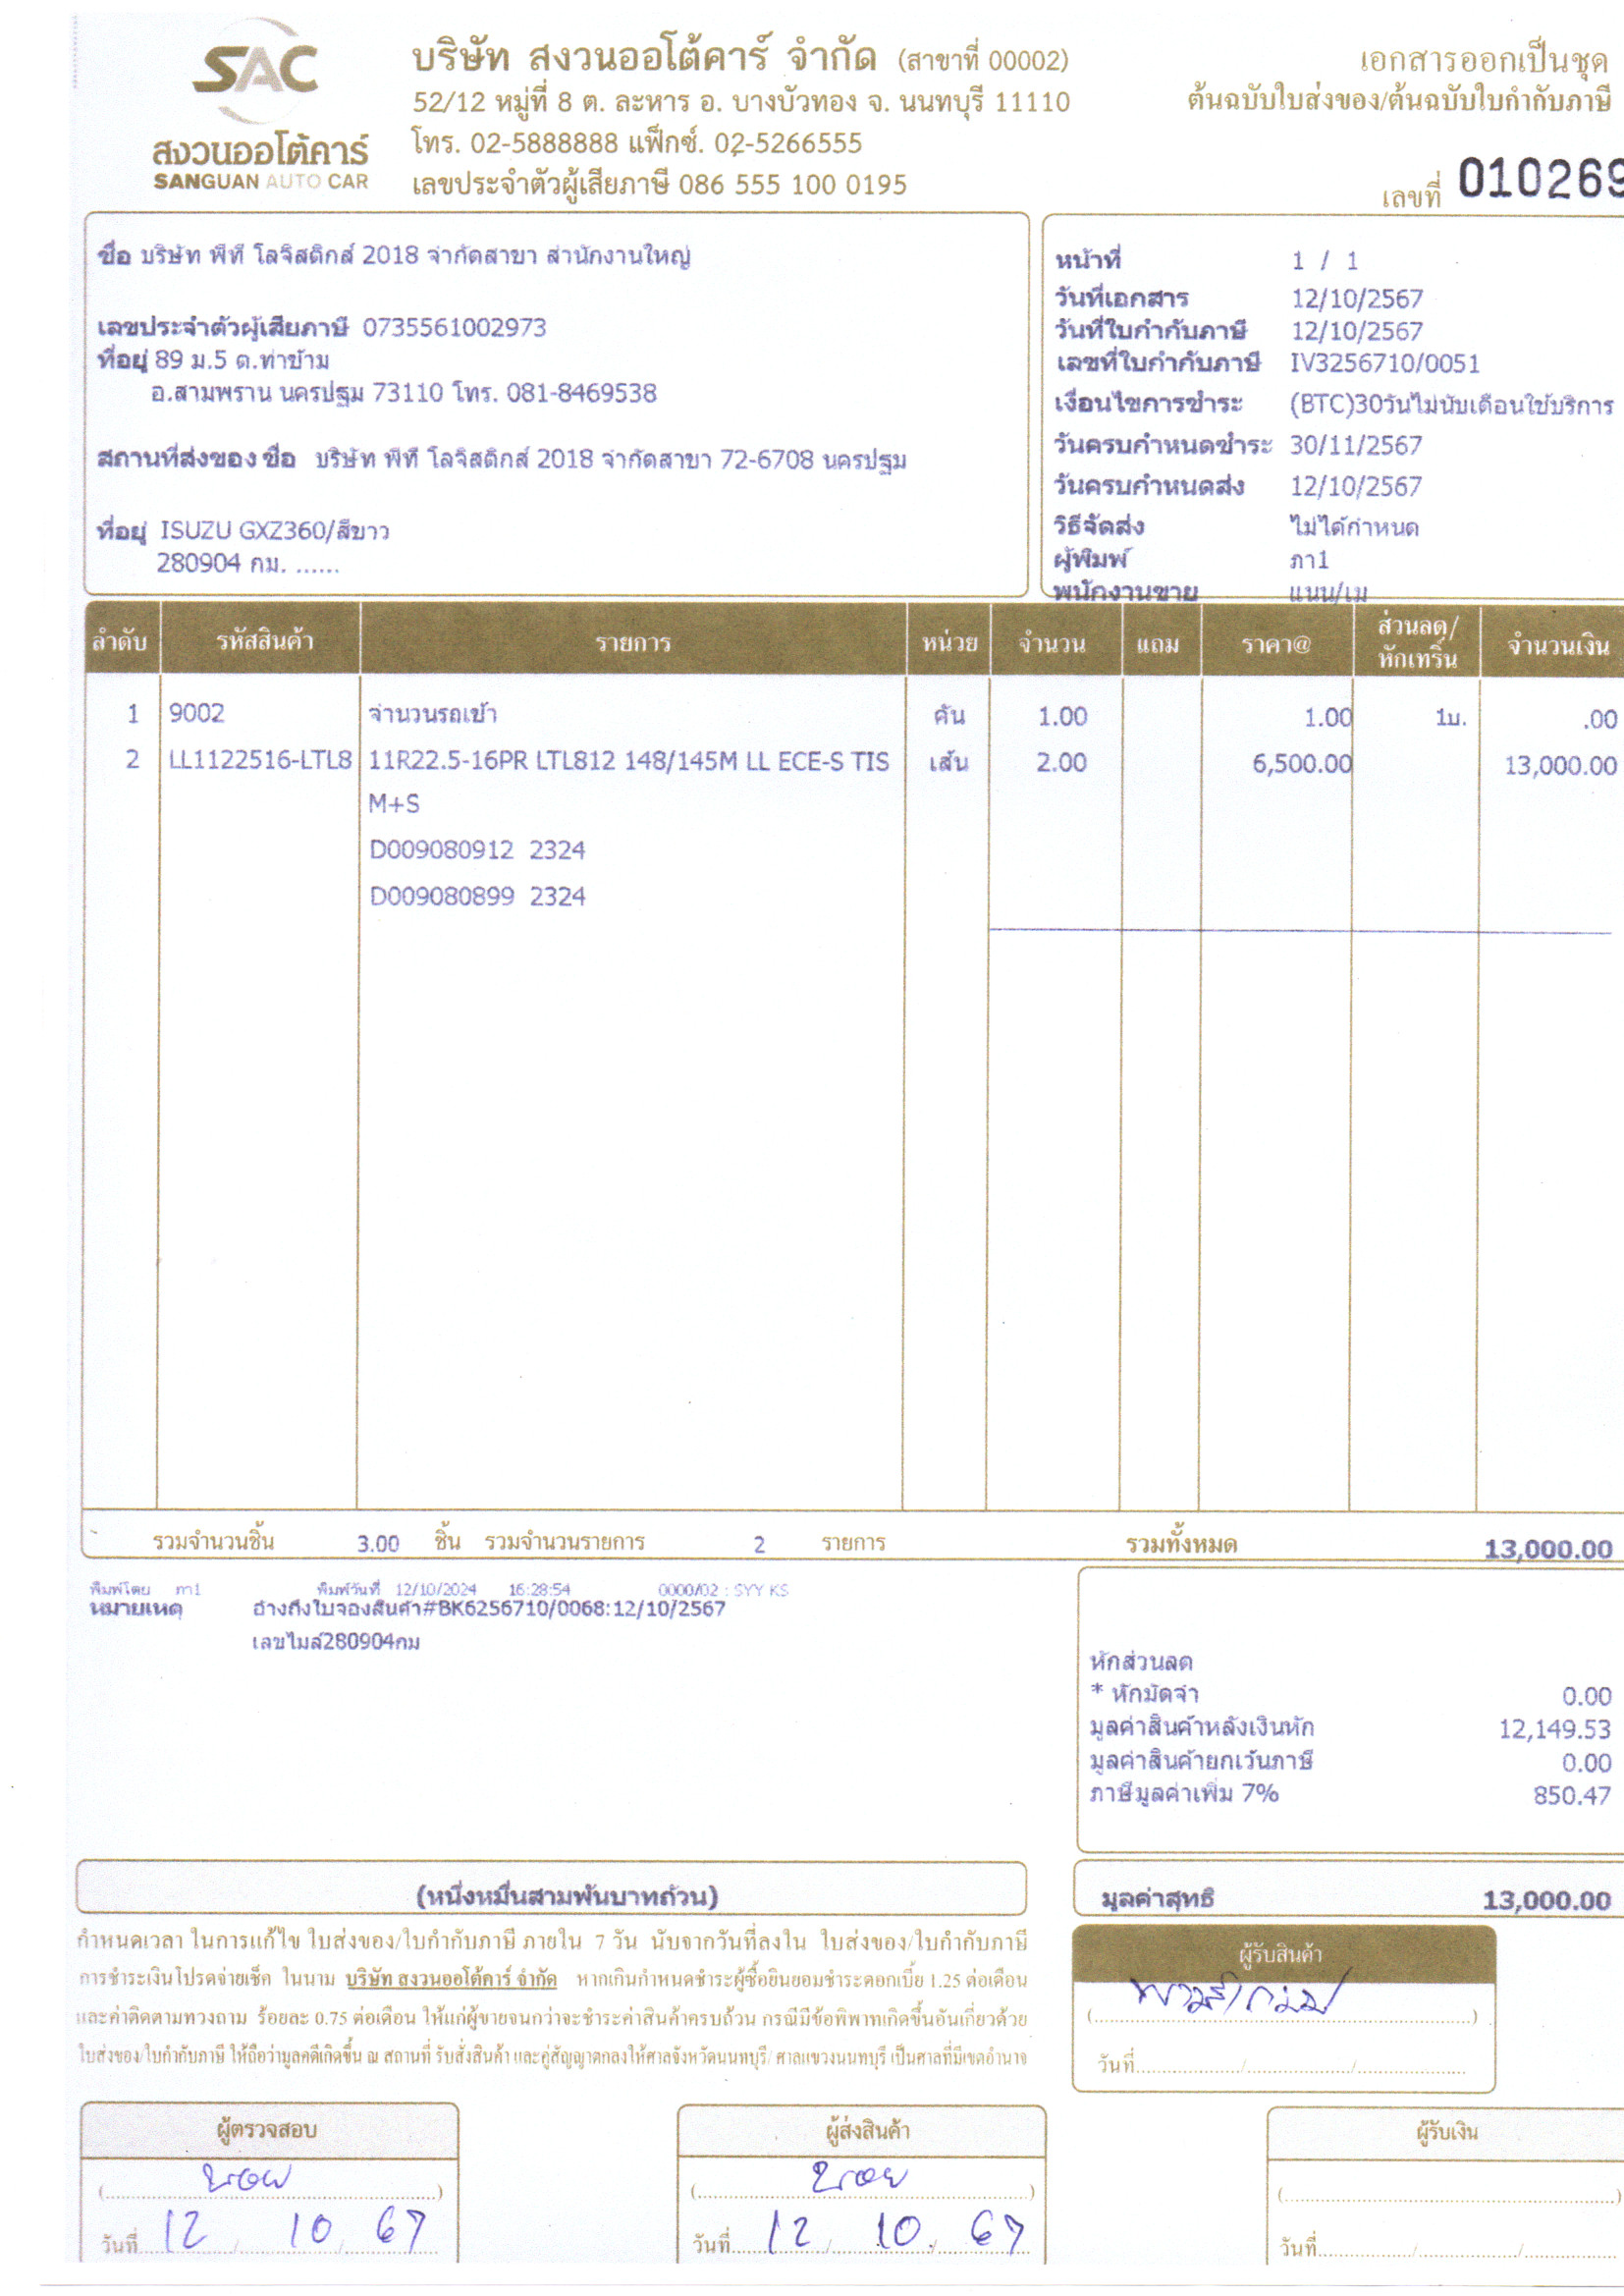 SAC
สงวนออโต้คาร์
SANGUAN AUTO CAR
บริษัท สงวนออโต้คาร์ จำกัด (สาขาที่ 00002)
52/12 หมู่ที่ 8 ต. ละหาร อ. บางบัวทอง จ. นนทบุรี 11110
โทร. 02-5888888 แฟ็กซ์. 02-5266555
เลขประจำตัวผู้เสียภาษี 086 555 100 0195
เอกสารออกเป็นชุด
ต้นฉบับใบส่งของ/ต้นฉบับใบกำกับภาษี
เลขที่ 010269
ชื่อ บริษัท พีที โลจิสติกส์ 2018 จำกัดสาขา สำนักงานใหญ่
เลขประจำตัวผู้เสียภาษี 0735561002973
ที่อยู่ 89 ม.5 ต.ท่าข้าม
อ.สามพราน นครปฐม 73110 โทร. 081-8469538
สถานที่ส่งของ ชื่อ บริษัท พีที โลจิสติกส์ 2018 จำกัดสาขา 72-6708 นครปฐม
ที่อยู่ ISUZU GXZ360/สีขาว
280904 กม. ......
หน้าที่ 1 / 1
วันที่เอกสาร 12/10/2567
วันที่ใบกำกับภาษี 12/10/2567
เลขที่ใบกำกับภาษี IV3256710/0051
เงื่อนไขการชำระ (BTC)30วันไม่นับเดือนใช้บริการ
วันครบกำหนดชำระ 30/11/2567
วันครบกำหนดส่ง 12/10/2567
วิธีจัดส่ง ไม่ได้กำหนด
ผู้พิมพ์ ภา1
พนักงานขาย แนน/เม
ลำดับ รหัสสินค้า รายการ หน่วย จำนวน แถม ราคา@ ส่วนลด/หักเทริ์น จำนวนเงิน
1 9002 จำนวนรถเข้า คัน 1.00 1.00 1บ. .00
2 LL1122516-LTL8 11R22.5-16PR LTL812 148/145M LL ECE-S TIS เส้น 2.00 6,500.00 13,000.00
M+S
D009080912 2324
D009080899 2324
รวมจำนวนชิ้น 3.00 ชิ้น รวมจำนวนรายการ 2 รายการ รวมทั้งหมด 13,000.00
พิมพ์โดย ภา1 พิมพ์วันที่ 12/10/2024 16:28:54 0000/02 : SYY KS
หมายเหตุ อ้างถึงใบจองสินค้า#BK6256710/0068:12/10/2567
เลขไมล์280904กม
หักส่วนลด
* หักมัดจำ 0.00
มูลค่าสินค้าหลังเงินหัก 12,149.53
มูลค่าสินค้ายกเว้นภาษี 0.00
ภาษีมูลค่าเพิ่ม 7% 850.47
(หนึ่งหมื่นสามพันบาทถ้วน)
มูลค่าสุทธิ 13,000.00
กำหนดเวลา ในการแก้ไข ใบส่งของ/ใบกำกับภาษี ภายใน 7 วัน นับจากวันที่ลงใน ใบส่งของ/ใบกำกับภาษี
การชำระเงินโปรดจ่ายเช็ค ในนาม บริษัท สงวนออโต้คาร์ จำกัด หากเกินกำหนดชำระผู้ซื้อยินยอมชำระดอกเบี้ย 1.25 ต่อเดือน
และค่าติดตามทวงถาม ร้อยละ 0.75 ต่อเดือน ให้แก่ผู้ขายจนกว่าจะชำระค่าสินค้าครบถ้วน กรณีมีข้อพิพาทเกิดขึ้นอันเกี่ยวด้วย
ใบส่งของ/ใบกำกับภาษี ให้ถือว่ามูลคดีเกิดขึ้น ณ สถานที่ รับสั่งสินค้า และคู่สัญญาตกลงให้ศาลจังหวัดนนทบุรี/ ศาลแขวงนนทบุรี เป็นศาลที่มีเขตอำนาจ
ผู้รับสินค้า
วันที่
ผู้ตรวจสอบ
วันที่ 12 / 10 / 67
ผู้ส่งสินค้า
วันที่ 12 / 10 / 67
ผู้รับเงิน
วันที่